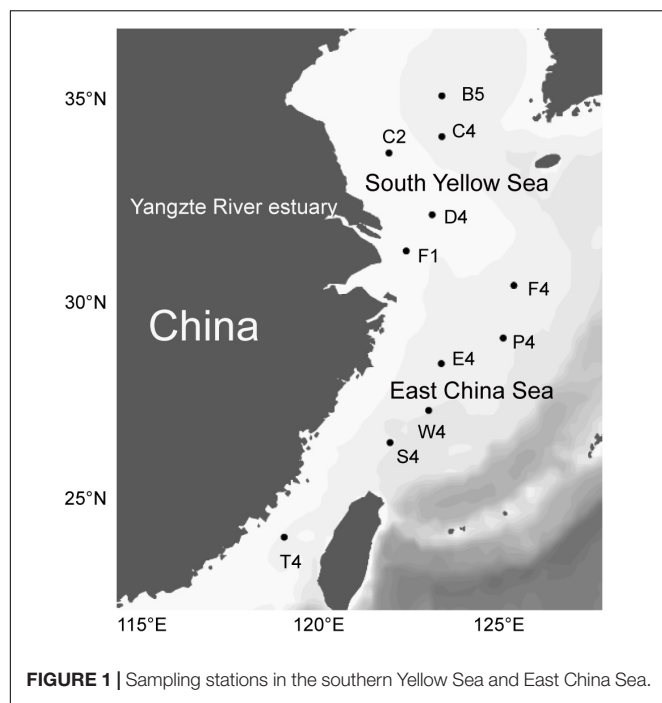 35°N
B5
C4
C2
South Yellow Sea
Yangzte River estuary
D4
F1
F4
30°N
China
P4
E4
East China Sea
W4
S4
25°N
T4
115°E 120°E 125°E
FIGURE 1 | Sampling stations in the southern Yellow Sea and East China Sea.